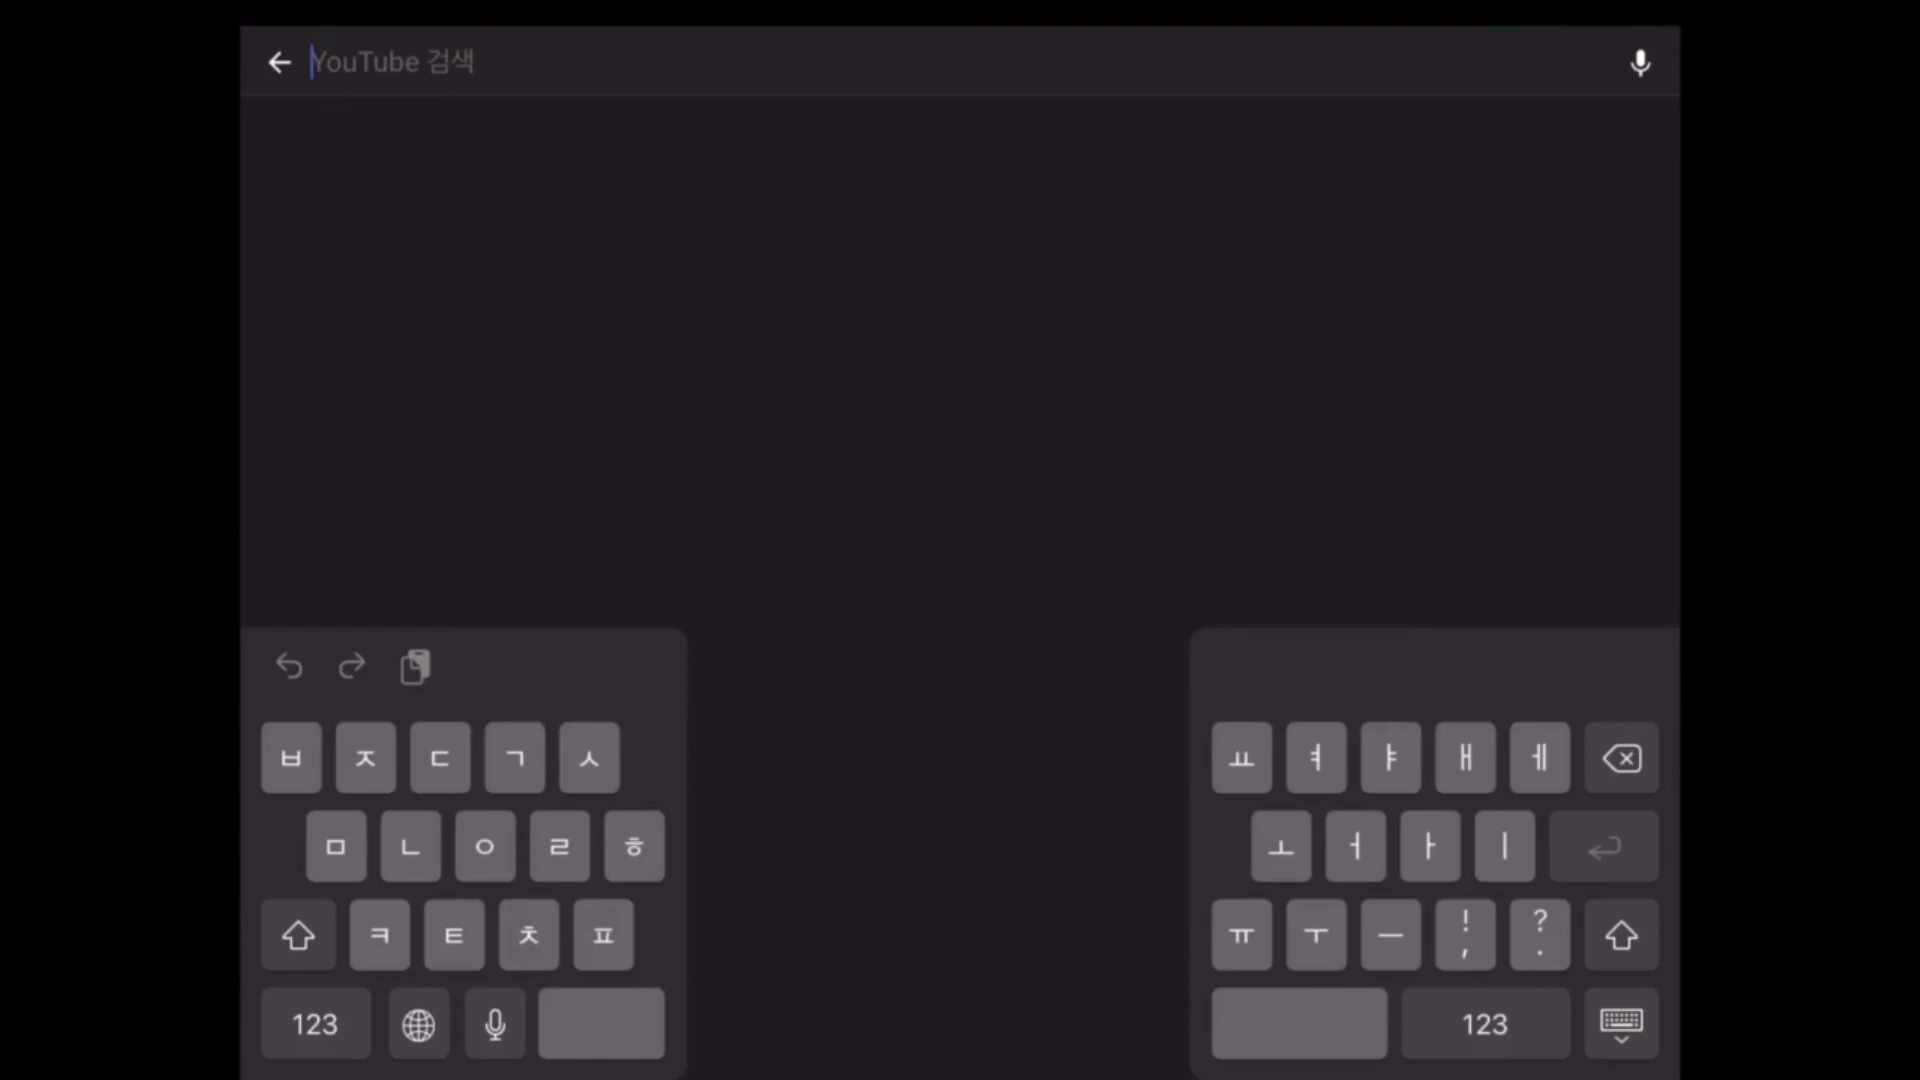 YouTube 검색
ㅂ ㅈ ㄷ ㄱ ㅅ ㅛ ㅕ ㅑ ㅐ ㅔ
ㅁ ㄴ ㅇ ㄹ ㅎ ㅗ ㅓ ㅏ ㅣ
ㅋ ㅌ ㅊ ㅍ ㅠ ㅜ ㅡ ! , ? .
123 123